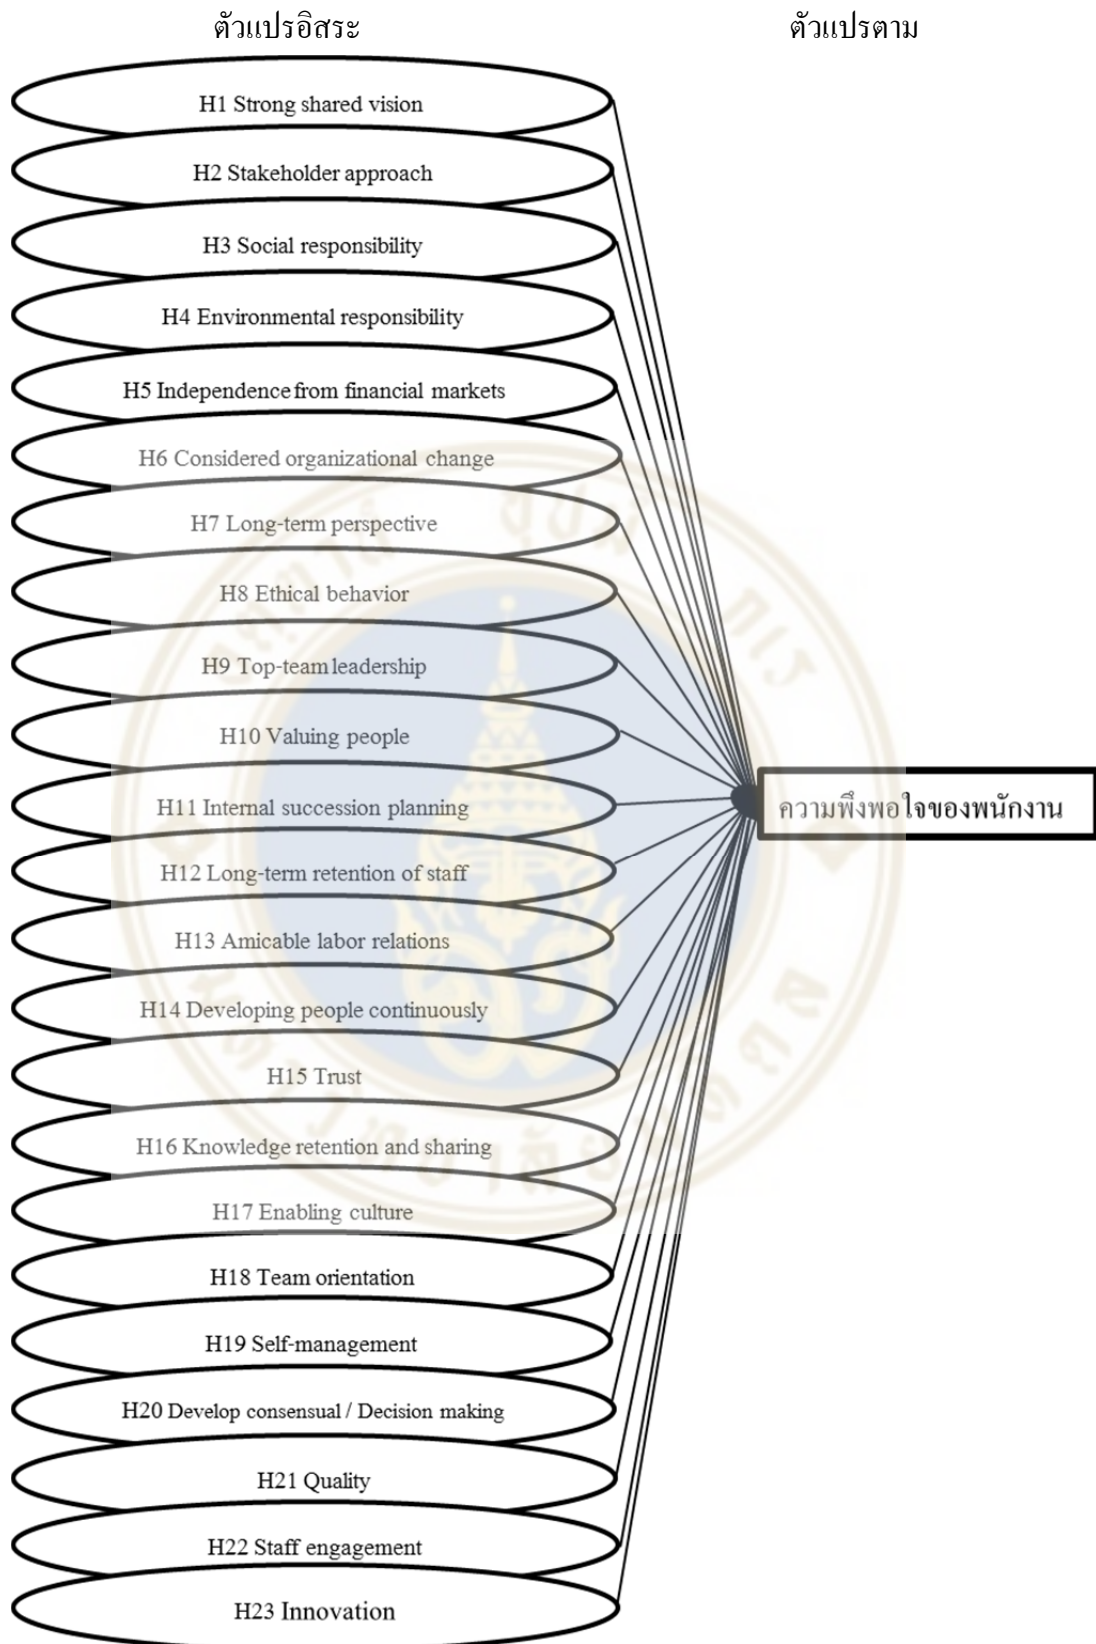 ตัวแปรอิสระ
ตัวแปรตาม
H1 Strong shared vision
H2 Stakeholder approach
H3 Social responsibility
H4 Environmental responsibility
H5 Independence from financial markets
H6 Considered organizational change
H7 Long-term perspective
H8 Ethical behavior
H9 Top-team leadership
H10 Valuing people
ความพึงพอใจของพนักงาน
H11 Internal succession planning
H12 Long-term retention of staff
H13 Amicable labor relations
H14 Developing people continuously
H15 Trust
H16 Knowledge retention and sharing
H17 Enabling culture
H18 Team orientation
H19 Self-management
H20 Develop consensual / Decision making
H21 Quality
H22 Staff engagement
H23 Innovation